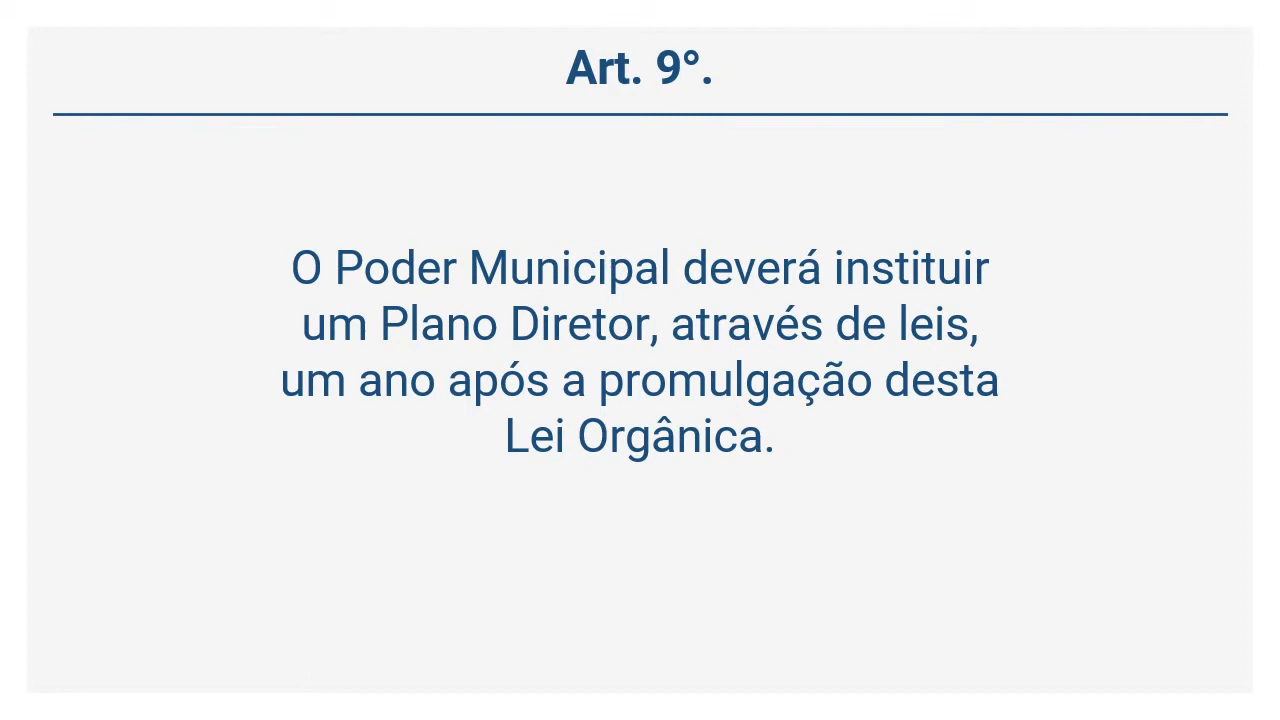 Art. 9°.
O Poder Municipal deverá instituir
um Plano Diretor, através de leis,
um ano após a promulgação desta
Lei Orgânica.